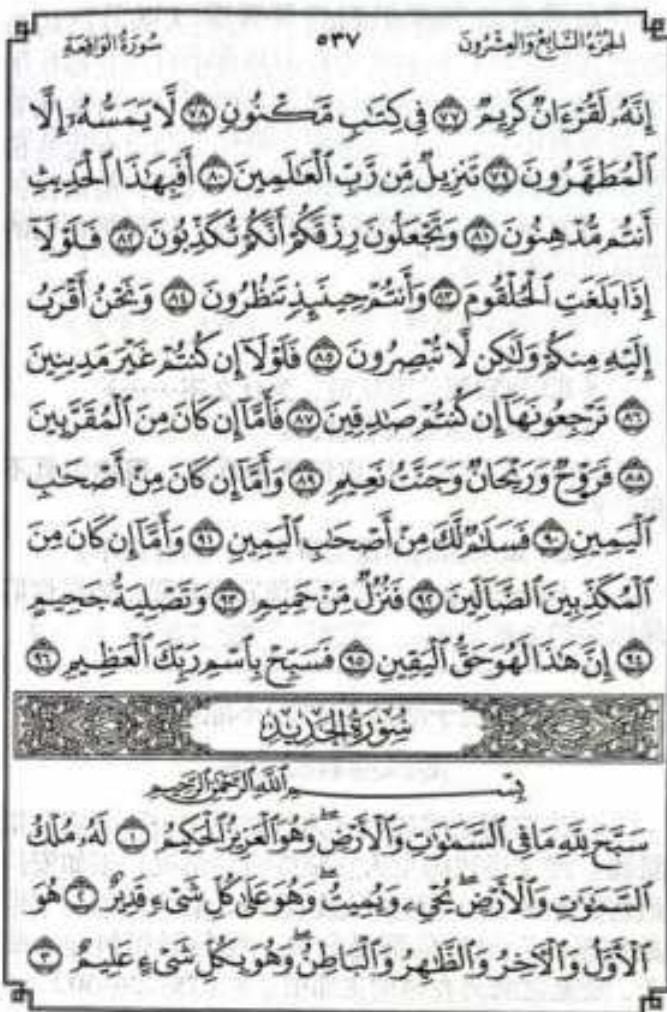 الجزء السابع والعشرون ٥٣٧ سورة الواقعة
إِنَّهُۥ لَقُرْءَانٌ كَرِيمٌ ٧٧ فِي كِتَٰبٍ مَّكْنُونٍ ٧٨ لَّا يَمَسُّهُۥٓ إِلَّا
ٱلْمُطَهَّرُونَ ٧٩ تَنزِيلٌ مِّن رَّبِّ ٱلْعَٰلَمِينَ ٨٠ أَفَبِهَٰذَا ٱلْحَدِيثِ
أَنتُم مُّدْهِنُونَ ٨١ وَتَجْعَلُونَ رِزْقَكُمْ أَنَّكُمْ تُكَذِّبُونَ ٨٢ فَلَوْلَآ
إِذَا بَلَغَتِ ٱلْحُلْقُومَ ٨٣ وَأَنتُمْ حِينَئِذٍ تَنظُرُونَ ٨٤ وَنَحْنُ أَقْرَبُ
إِلَيْهِ مِنكُمْ وَلَٰكِن لَّا تُبْصِرُونَ ٨٥ فَلَوْلَآ إِن كُنتُمْ غَيْرَ مَدِينِينَ
٨٦ تَرْجِعُونَهَآ إِن كُنتُمْ صَٰدِقِينَ ٨٧ فَأَمَّآ إِن كَانَ مِنَ ٱلْمُقَرَّبِينَ
٨٨ فَرَوْحٌ وَرَيْحَانٌ وَجَنَّتُ نَعِيمٍ ٨٩ وَأَمَّآ إِن كَانَ مِنْ أَصْحَٰبِ
ٱلْيَمِينِ ٩٠ فَسَلَٰمٌ لَّكَ مِنْ أَصْحَٰبِ ٱلْيَمِينِ ٩١ وَأَمَّآ إِن كَانَ مِنَ
ٱلْمُكَذِّبِينَ ٱلضَّآلِّينَ ٩٢ فَنُزُلٌ مِّنْ حَمِيمٍ ٩٣ وَتَصْلِيَةُ جَحِيمٍ
٩٤ إِنَّ هَٰذَا لَهُوَ حَقُّ ٱلْيَقِينِ ٩٥ فَسَبِّحْ بِٱسْمِ رَبِّكَ ٱلْعَظِيمِ ٩٦
سُورَةُ الحَدِيدِ
بِسْمِ ٱللَّهِ ٱلرَّحْمَٰنِ ٱلرَّحِيمِ
سَبَّحَ لِلَّهِ مَا فِي ٱلسَّمَٰوَٰتِ وَٱلْأَرْضِۖ وَهُوَ ٱلْعَزِيزُ ٱلْحَكِيمُ ١ لَهُۥ مُلْكُ
ٱلسَّمَٰوَٰتِ وَٱلْأَرْضِۖ يُحْيِۦ وَيُمِيتُۖ وَهُوَ عَلَىٰ كُلِّ شَيْءٍ قَدِيرٌ ٢ هُوَ
ٱلْأَوَّلُ وَٱلْءَاخِرُ وَٱلظَّٰهِرُ وَٱلْبَاطِنُۖ وَهُوَ بِكُلِّ شَيْءٍ عَلِيمٌ ٣